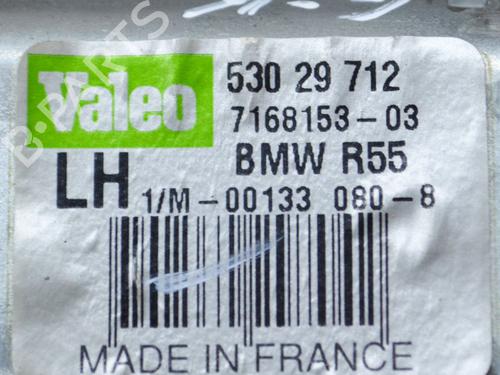 Valeo
530 29 712
7168153-03
BMW R55
LH
1/M-00133 080-8
MADE IN FRANCE
B-PARTS